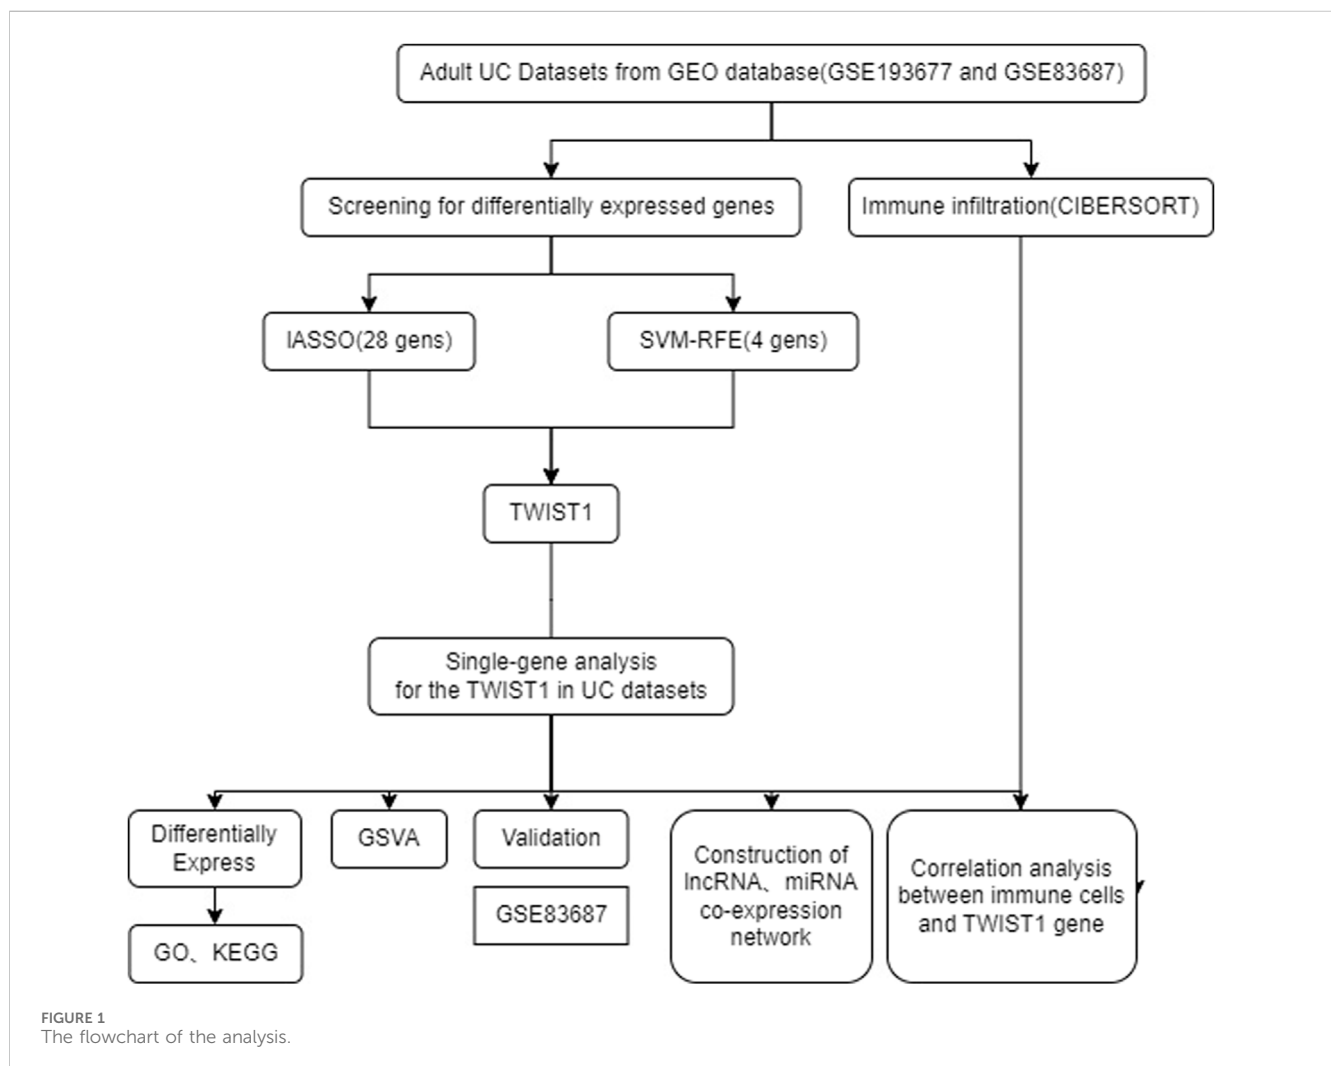 Adult UC Datasets from GEO database(GSE193677 and GSE83687)
Screening for differentially expressed genes
Immune infiltration(CIBERSORT)
IASSO(28 gens)
SVM-RFE(4 gens)
TWIST1
Single-gene analysis
for the TWIST1 in UC datasets
Differentially
Express
GSVA
Validation
Construction of
lncRNA、miRNA
co-expression
network
Correlation analysis
between immune cells
and TWIST1 gene
GSE83687
GO、KEGG
FIGURE 1
The flowchart of the analysis.